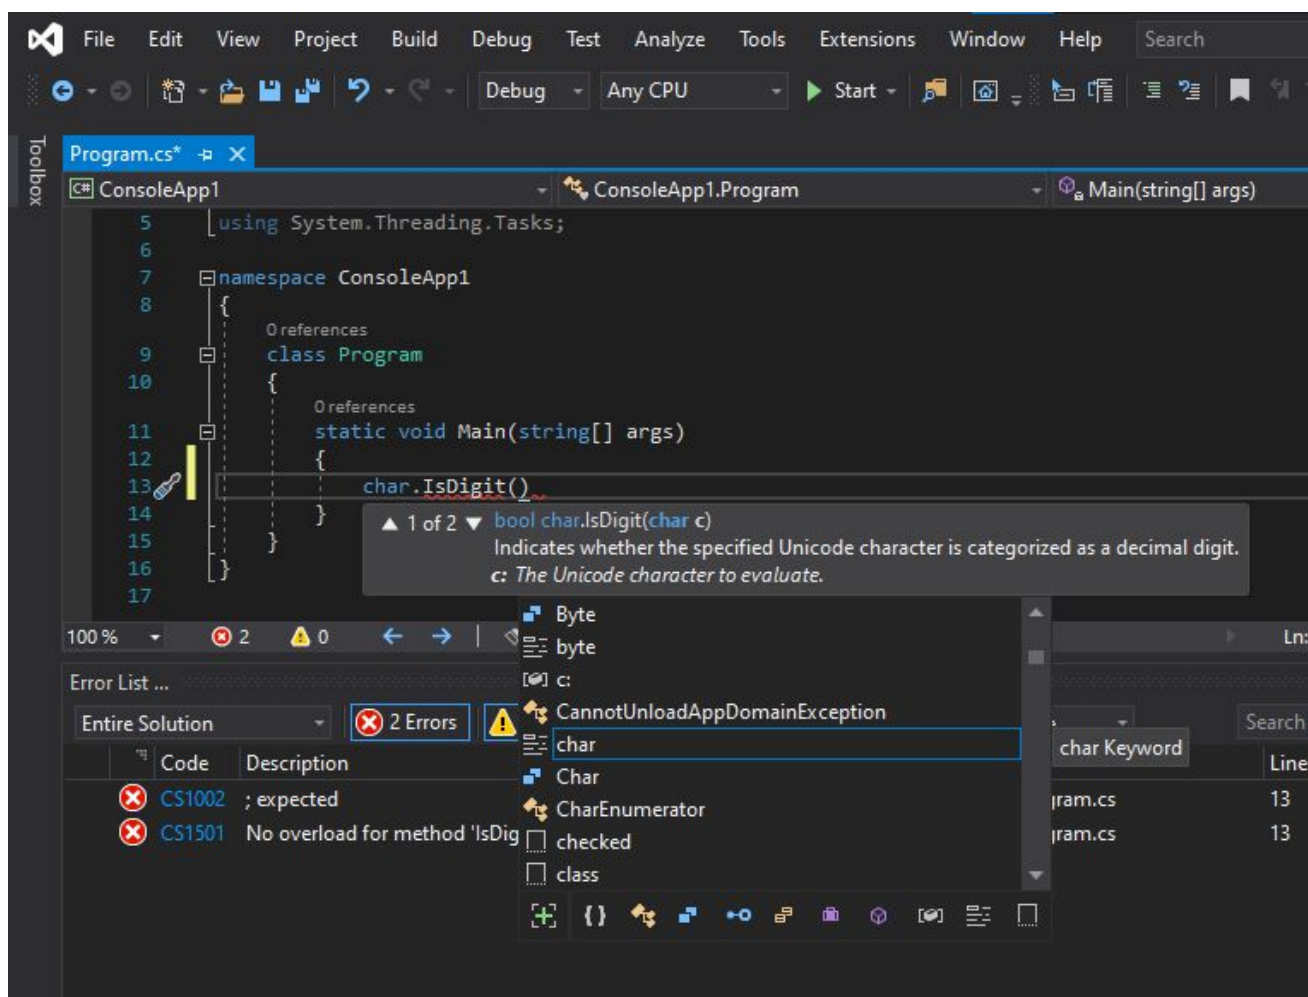 File Edit View Project Build Debug Test Analyze Tools Extensions Window Help Search
Debug Any CPU Start
Toolbox
Program.cs*
C# ConsoleApp1 ConsoleApp1.Program Main(string[] args)
5 using System.Threading.Tasks;
6
7 namespace ConsoleApp1
8 {
0 references
9 class Program
10 {
0 references
11 static void Main(string[] args)
12 {
13 char.IsDigit()
14 }
15 }
16 }
17
1 of 2 bool char.IsDigit(char c)
Indicates whether the specified Unicode character is categorized as a decimal digit.
c: The Unicode character to evaluate.
100 % 2 0 Ln:
Byte
byte
c:
CannotUnloadAppDomainException
char
Char
CharEnumerator
checked
class
char Keyword
Error List ...
Entire Solution 2 Errors Search
Code Description Line
CS1002 ; expected gram.cs 13
CS1501 No overload for method 'IsDig gram.cs 13